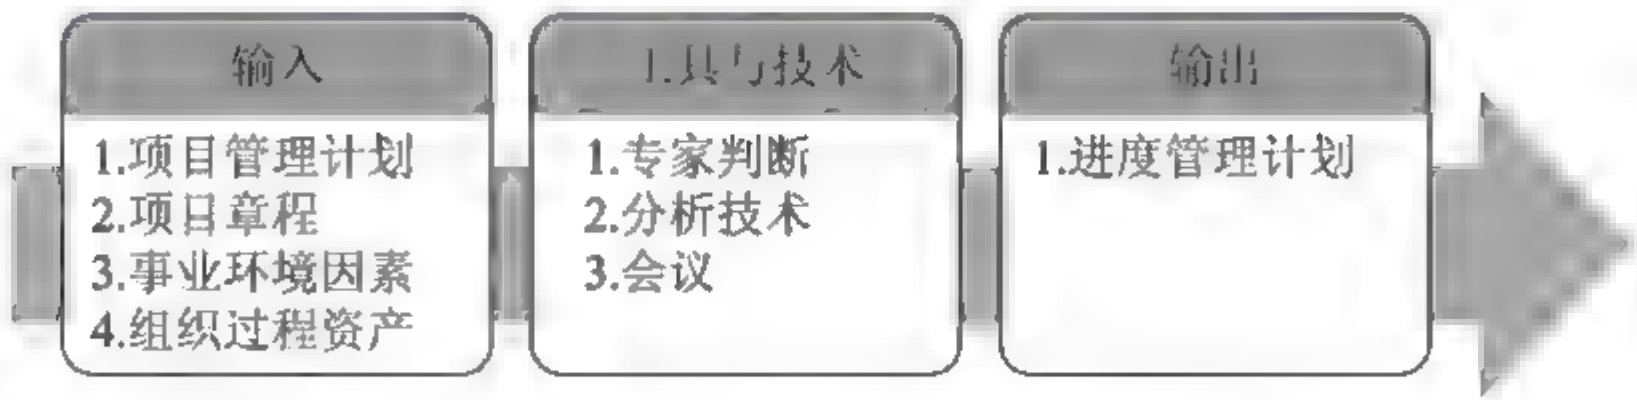 输入
1.项目管理计划
2.项目章程
3.事业环境因素
4.组织过程资产
工具与技术
1.专家判断
2.分析技术
3.会议
输出
1.进度管理计划